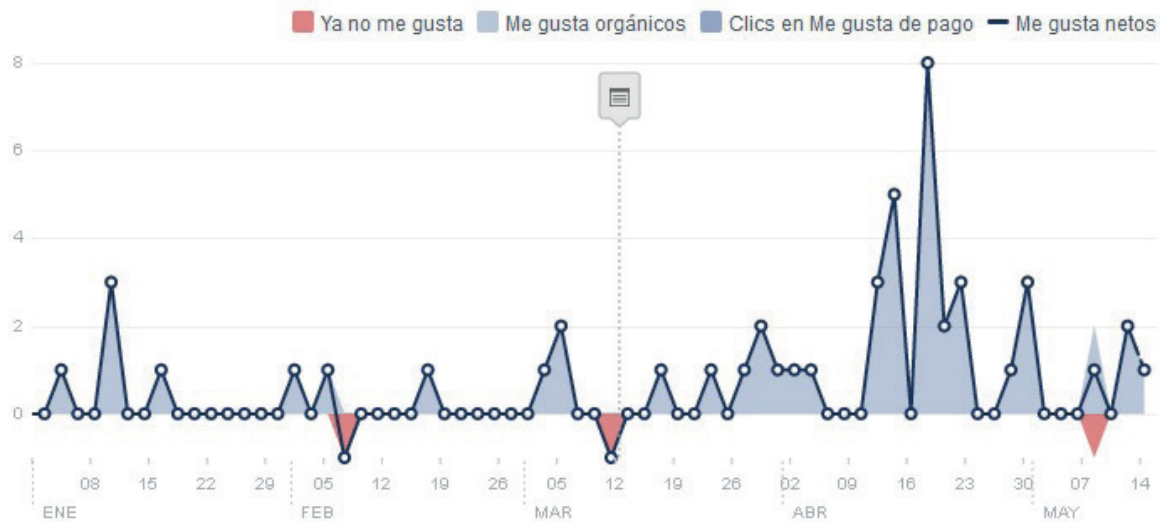 Ya no me gusta Me gusta orgánicos Clics en Me gusta de pago Me gusta netos
8
6
4
2
0
08 15 22 29 05 12 19 26 05 12 19 26 02 09 16 23 30 07 14
ENE FEB MAR ABR MAY